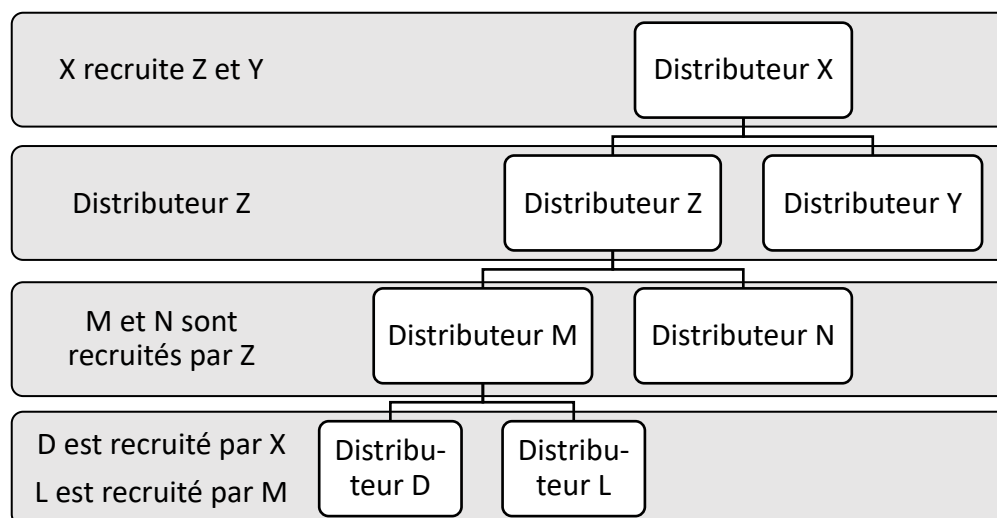 X recruite Z et Y
Distributeur X
Distributeur Z
Distributeur Z
Distributeur Y
M et N sont
recrutés par Z
Distributeur M
Distributeur N
D est recruité par X
L est recruité par M
Distribu-
teur D
Distribu-
teur L